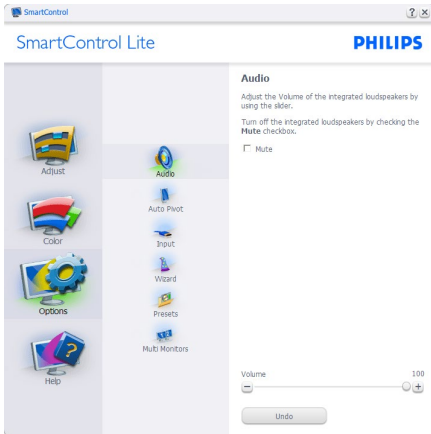 SmartControl
SmartControl Lite
PHILIPS
Adjust
Color
Options
Help
Audio
Auto Pivot
Input
Wizard
Presets
Multi Monitors
Audio
Adjust the Volume of the integrated loudspeakers by
using the slider.
Turn off the integrated loudspeakers by checking the
Mute checkbox.
Mute
Volume 100
Undo